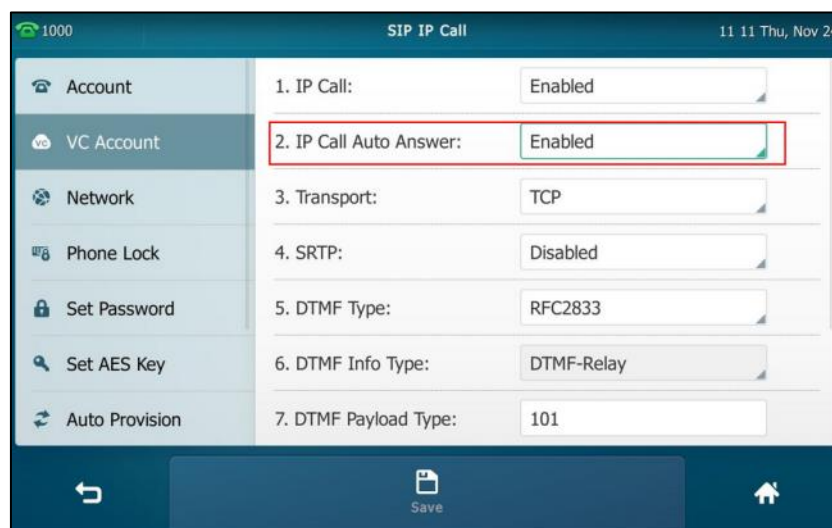 1000 SIP IP Call 11 11 Thu, Nov 24
Account
VC Account
Network
Phone Lock
Set Password
Set AES Key
Auto Provision
1. IP Call: Enabled
2. IP Call Auto Answer: Enabled
3. Transport: TCP
4. SRTP: Disabled
5. DTMF Type: RFC2833
6. DTMF Info Type: DTMF-Relay
7. DTMF Payload Type: 101
Save